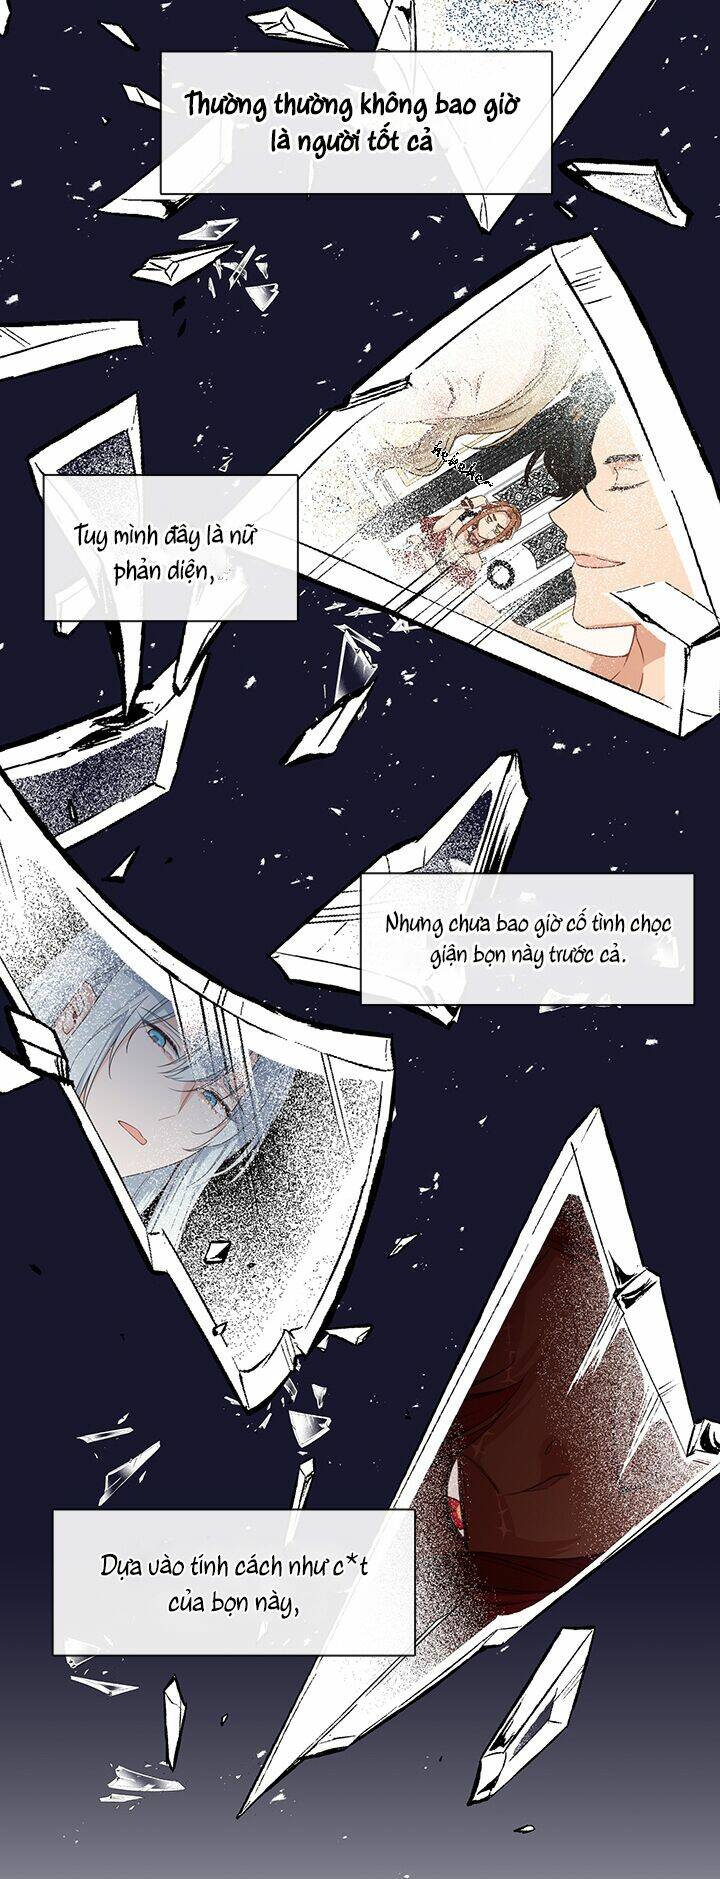 Thường thường không bao giờ
là người tốt cả
hehehe~
Tuy mình đây là nữ
phản diện,
Nhưng chưa bao giờ cố tình chọc
giận bọn này trước cả.
Dựa vào tính cách như c*t
của bọn này,